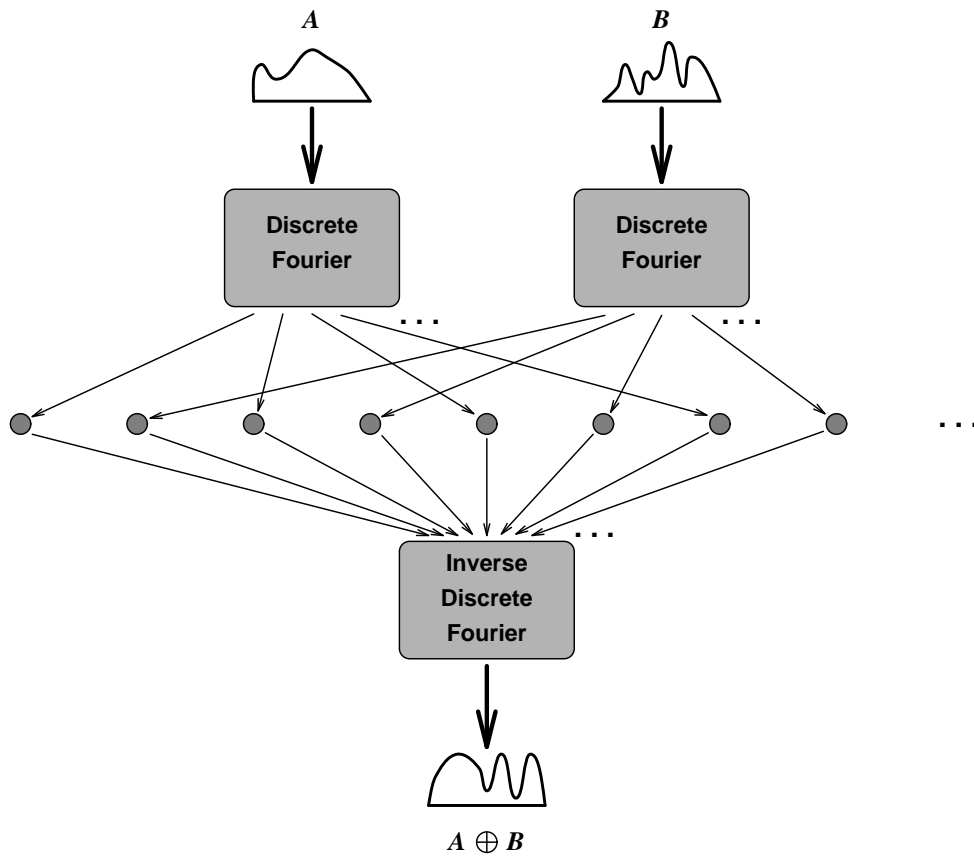 A
B
Discrete
Fourier
Discrete
Fourier
...
...
...
...
Inverse
Discrete
Fourier
A ⊕ B